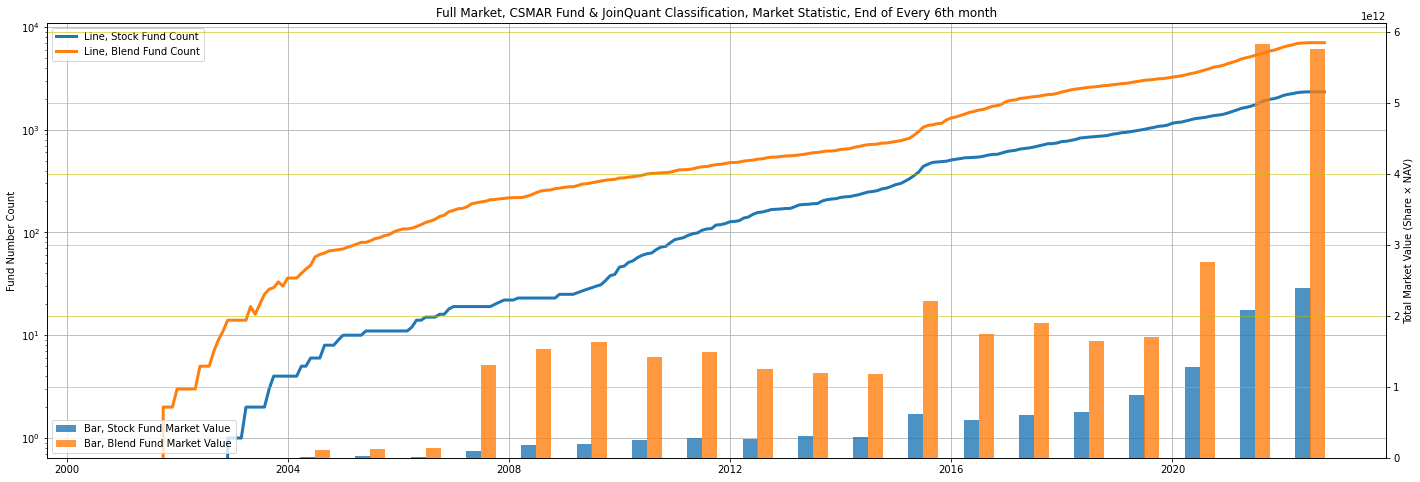 Full Market, CSMAR Fund & JoinQuant Classification, Market Statistic, End of Every 6th month
1e12
Line, Stock Fund Count
Line, Blend Fund Count
Bar, Stock Fund Market Value
Bar, Blend Fund Market Value
Fund Number Count
10⁴
10³
10²
10¹
10⁰
Total Market Value (Share × NAV)
6
5
4
3
2
1
0
2000
2004
2008
2012
2016
2020